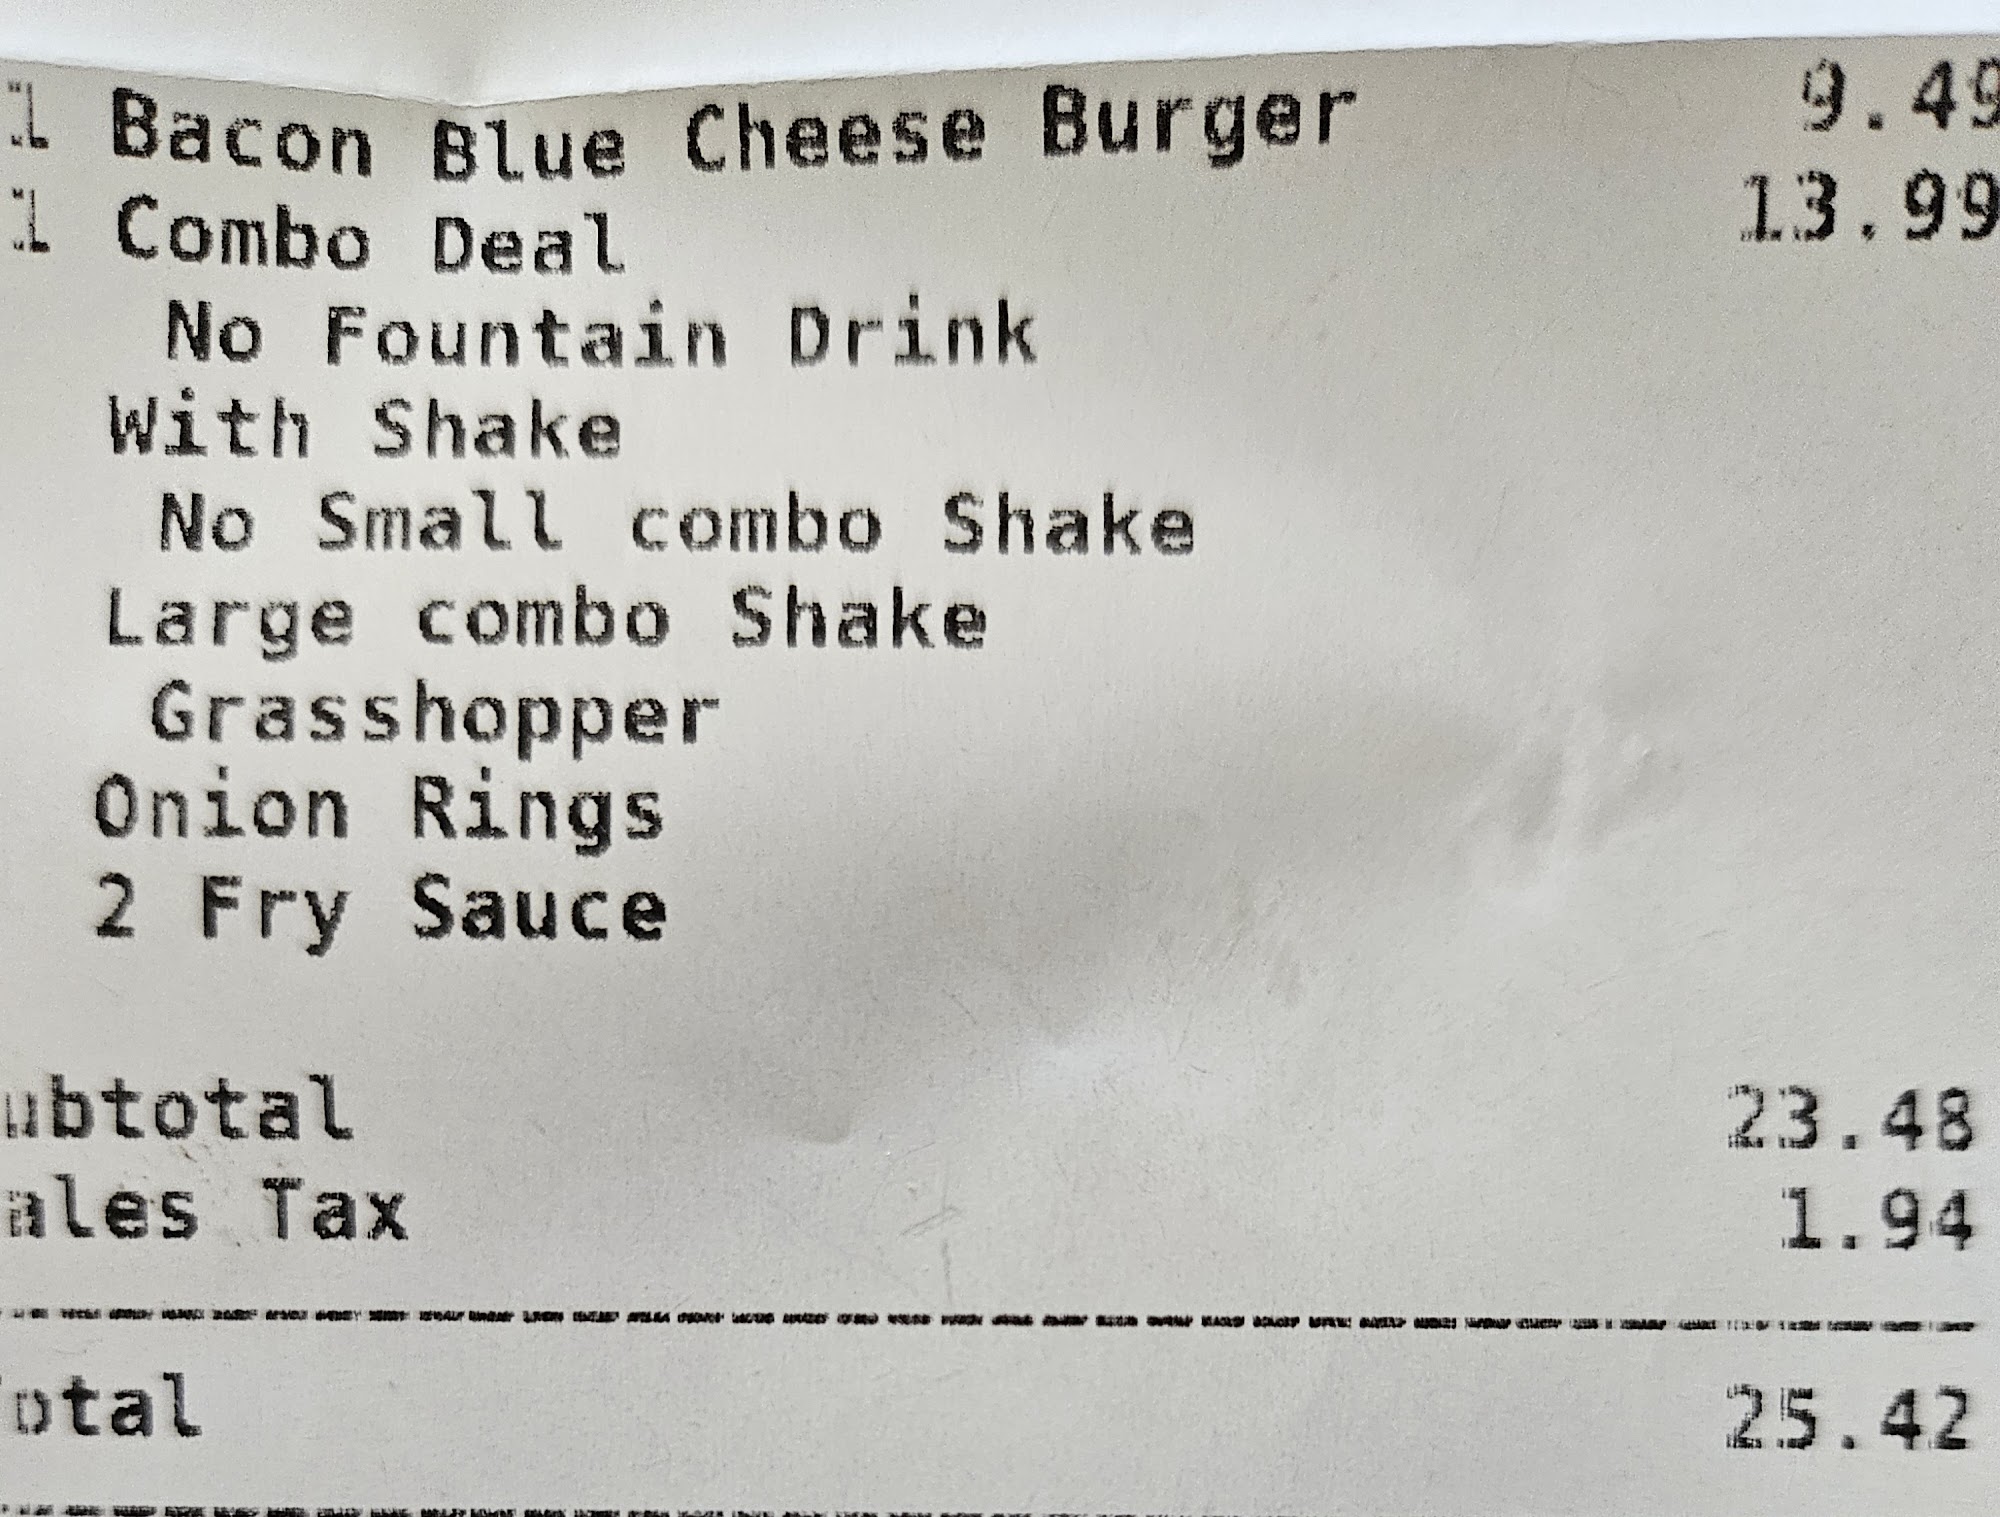 1 Bacon Blue Cheese Burger 9.49
1 Combo Deal 13.99
No Fountain Drink
With Shake
No Small combo Shake
Large combo Shake
Grasshopper
Onion Rings
2 Fry Sauce
ubtotal 23.48
ales Tax 1.94
otal 25.42